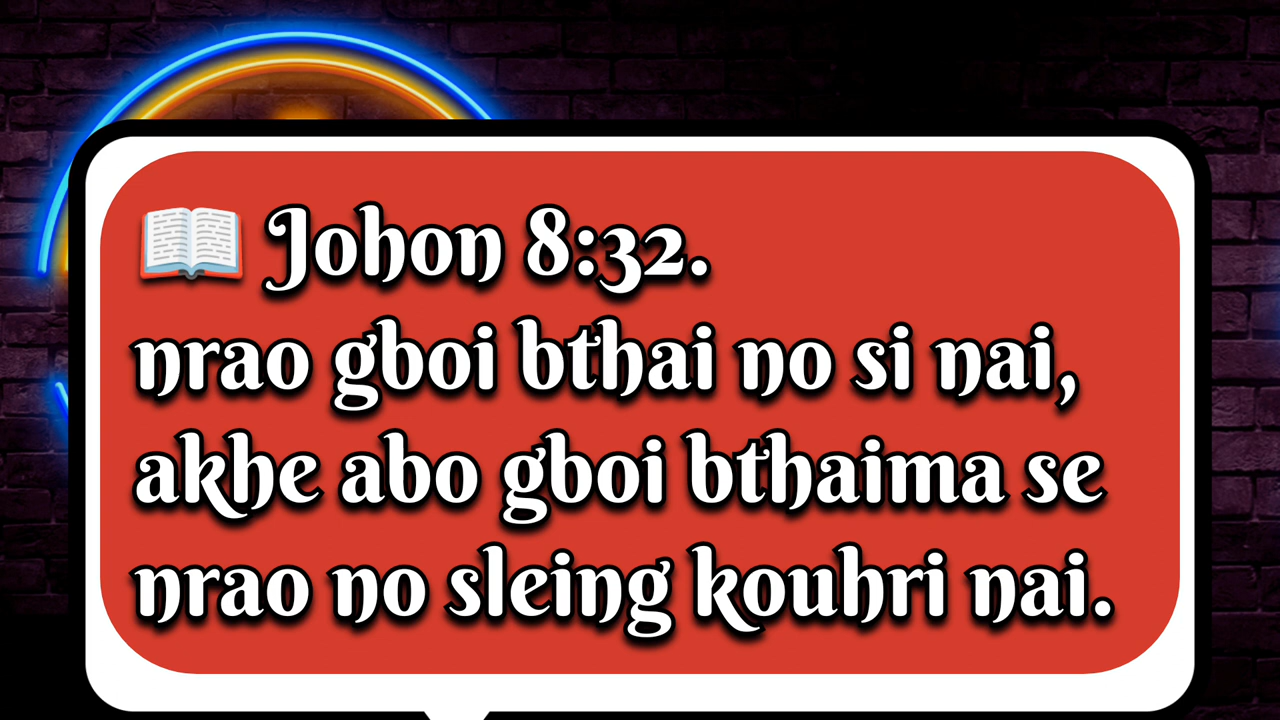 📖 Johon 8:32.
nrao gboi bthai no si nai,
akhe abo gboi bthaima se
nrao no sleing kouhri nai.